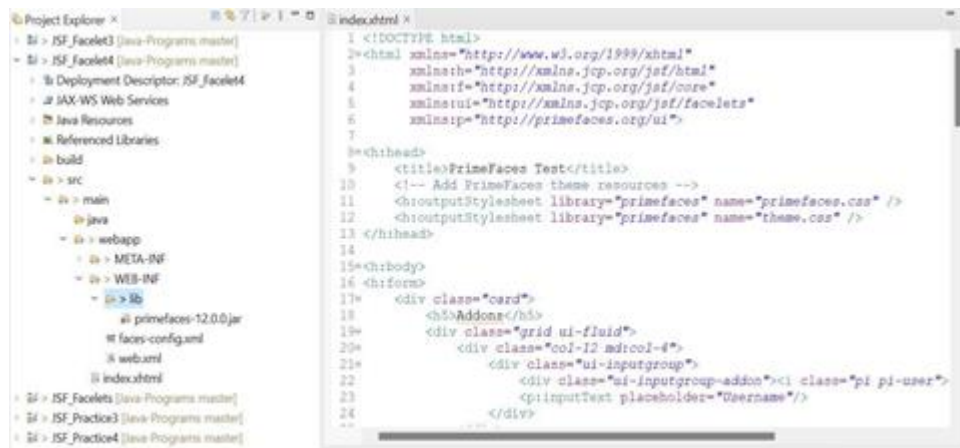 Project Explorer ×
> JSF_Facelet3 [Java-Programs master]
> JSF_Facelet4 [Java-Programs master]
Deployment Descriptor: JSF_Facelet4
JAX-WS Web Services
Java Resources
Referenced Libraries
build
> src
> main
java
> webapp
> META-INF
> WEB-INF
> lib
primefaces-12.0.0.jar
faces-config.xml
web.xml
index.xhtml
> JSF_Facelets [Java-Programs master]
> JSF_Practice3 [Java-Programs master]
> JSF_Practice4 [Java-Programs master]
index.xhtml ×
1 <!DOCTYPE html>
2 <html xmlns="http://www.w3.org/1999/xhtml"
3 xmlns:h="http://xmlns.jcp.org/jsf/html"
4 xmlns:f="http://xmlns.jcp.org/jsf/core"
5 xmlns:ui="http://xmlns.jcp.org/jsf/facelets"
6 xmlns:p="http://primefaces.org/ui">
7
8 <h:head>
9 <title>PrimeFaces Test</title>
10 <!-- Add PrimeFaces theme resources -->
11 <h:outputStylesheet library="primefaces" name="primefaces.css" />
12 <h:outputStylesheet library="primefaces" name="theme.css" />
13 </h:head>
14
15 <h:body>
16 <h:form>
17 <div class="card">
18 <h5>Addons</h5>
19 <div class="grid ui-fluid">
20 <div class="col-12 md:col-4">
21 <div class="ui-inputgroup">
22 <div class="ui-inputgroup-addon"><i class="pi pi-user">
23 <p:inputText placeholder="Username"/>
24 </div>